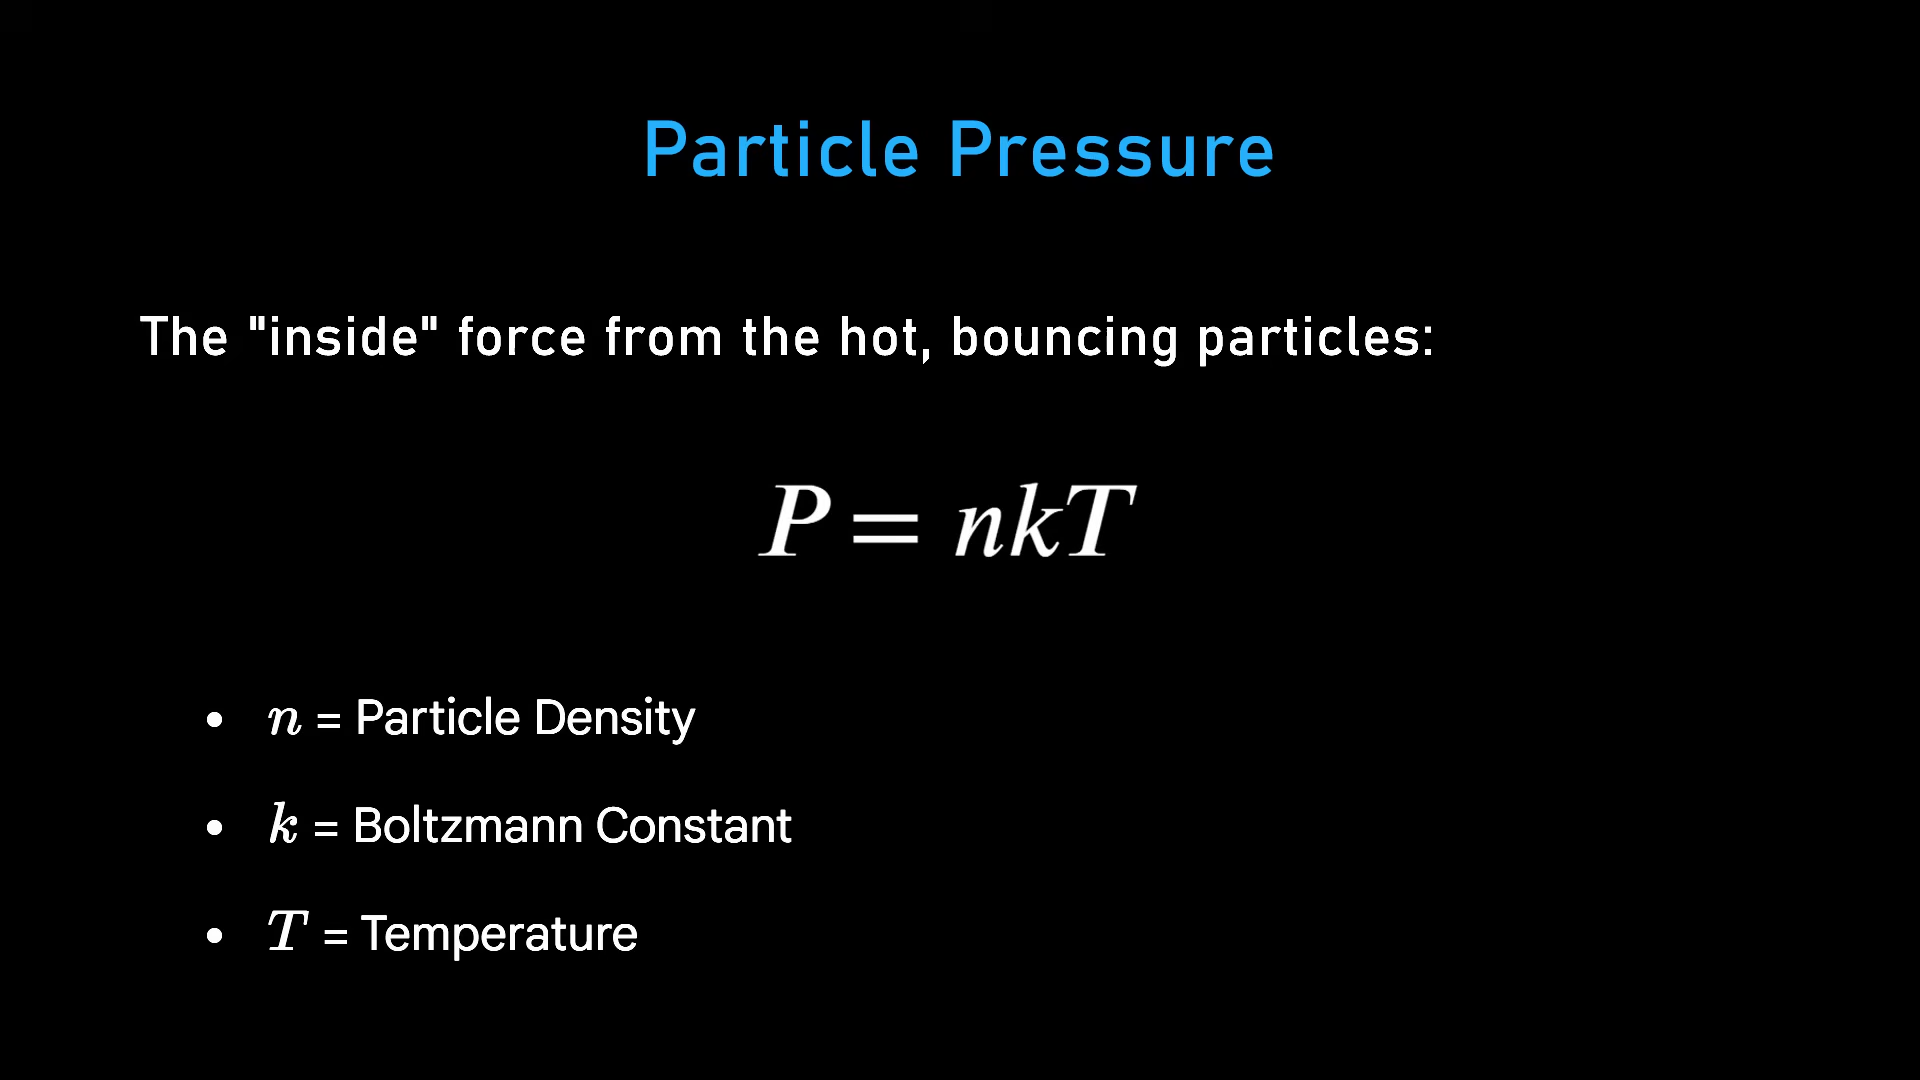 Particle Pressure
The "inside" force from the hot, bouncing particles:
P = nkT
• n = Particle Density
• k = Boltzmann Constant
• T = Temperature